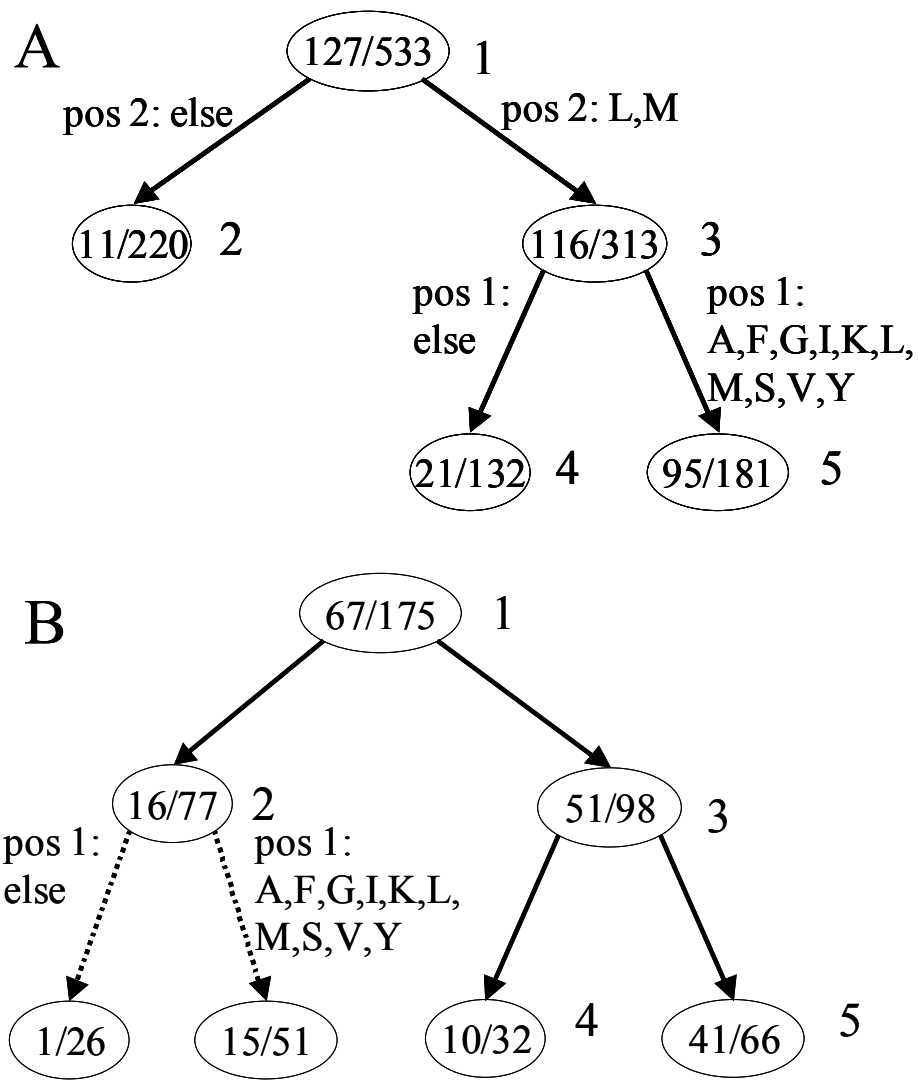 A
127/533 1
pos 2: else
pos 2: L,M
11/220 2
116/313 3
pos 1:
else
pos 1:
A,F,G,I,K,L,
M,S,V,Y
21/132 4
95/181 5
B
67/175 1
16/77 2
51/98 3
pos 1:
else
pos 1:
A,F,G,I,K,L,
M,S,V,Y
1/26
15/51
10/32 4
41/66 5